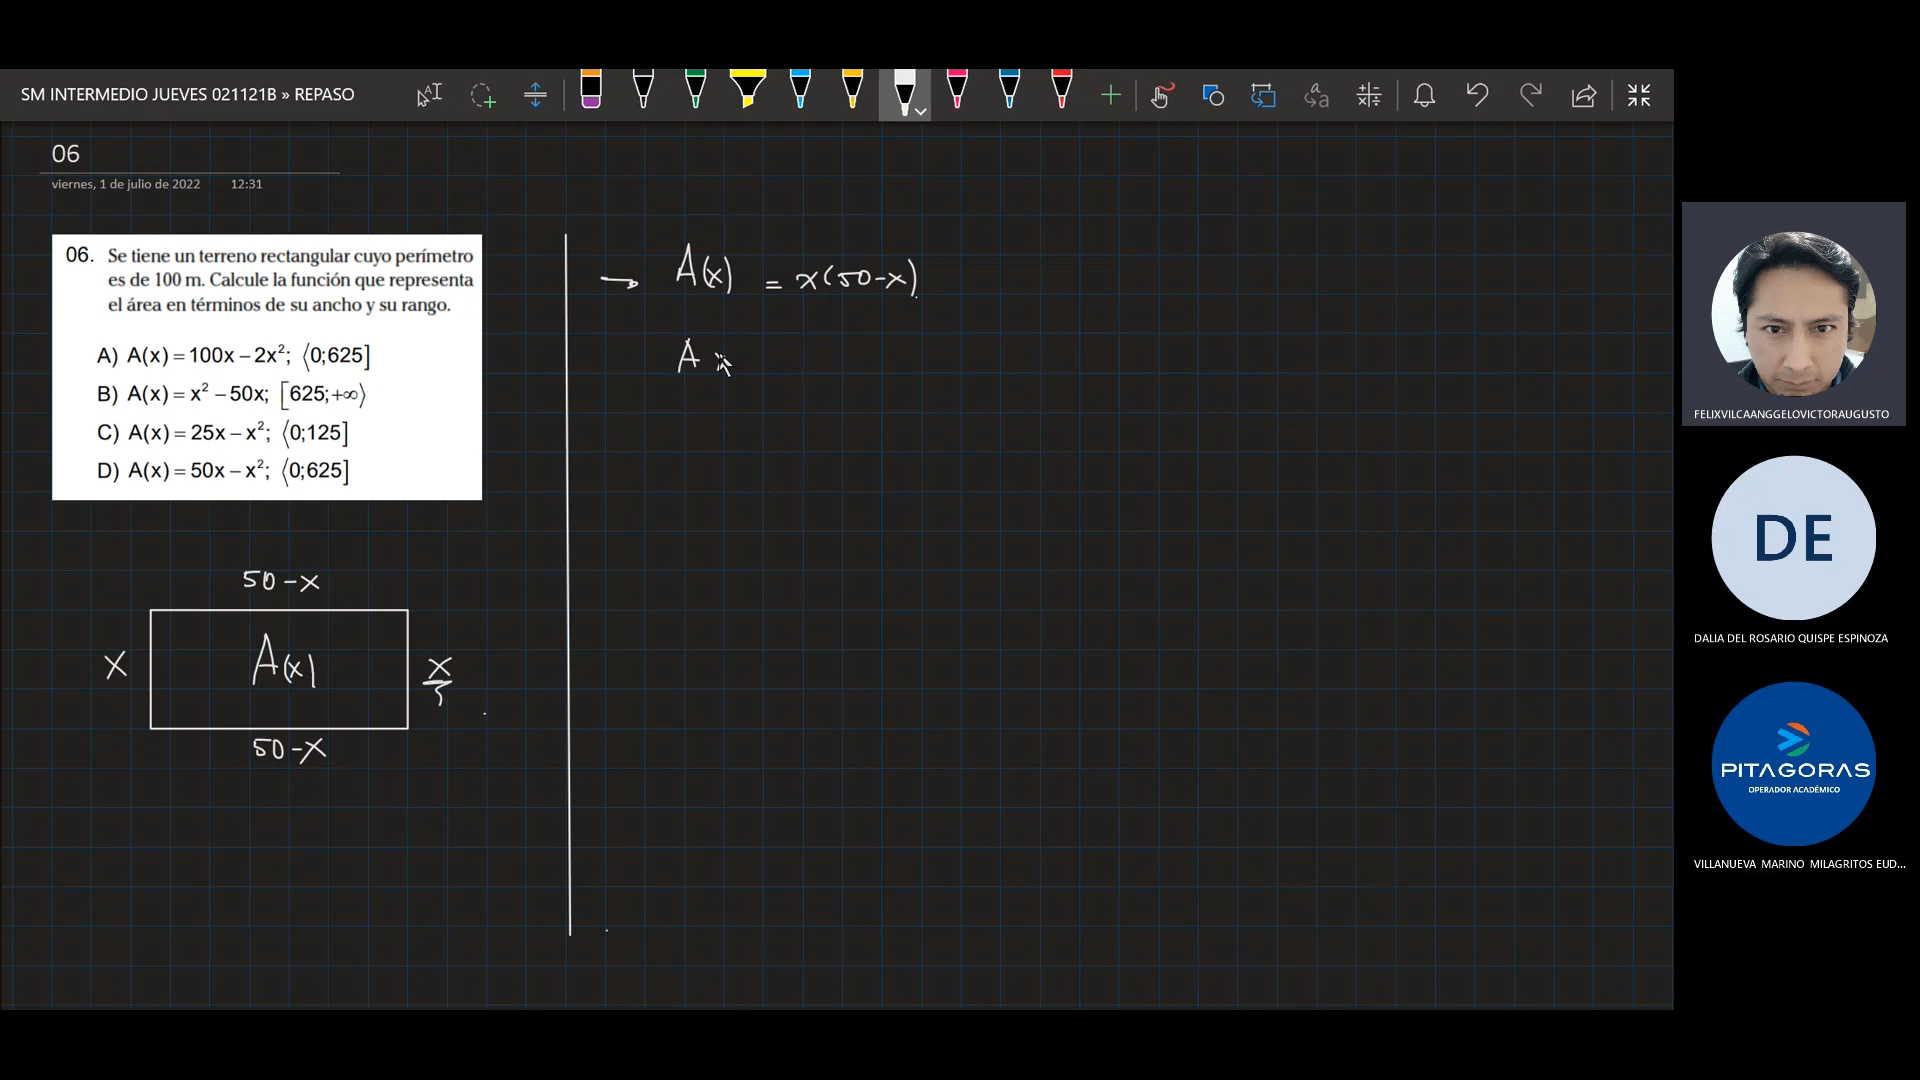 SM INTERMEDIO JUEVES 021121B » REPASO
06
viernes, 1 de julio de 2022 12:31
06. Se tiene un terreno rectangular cuyo perímetro
es de 100 m. Calcule la función que representa
el área en términos de su ancho y su rango.
A) A(x) = 100x – 2x²; ⟨0;625]
B) A(x) = x² – 50x; [625;+∞⟩
C) A(x) = 25x – x²; ⟨0;125]
D) A(x) = 50x – x²; ⟨0;625]
50-x
x A(x) x
50-x
→ A(x) = x(50-x)
A
FELIXVILCAANGGELOVICTORAUGUSTO
DE
DALIA DEL ROSARIO QUISPE ESPINOZA
PITAGORAS
OPERADOR ACADÉMICO
VILLANUEVA MARINO MILAGRITOS EUD...